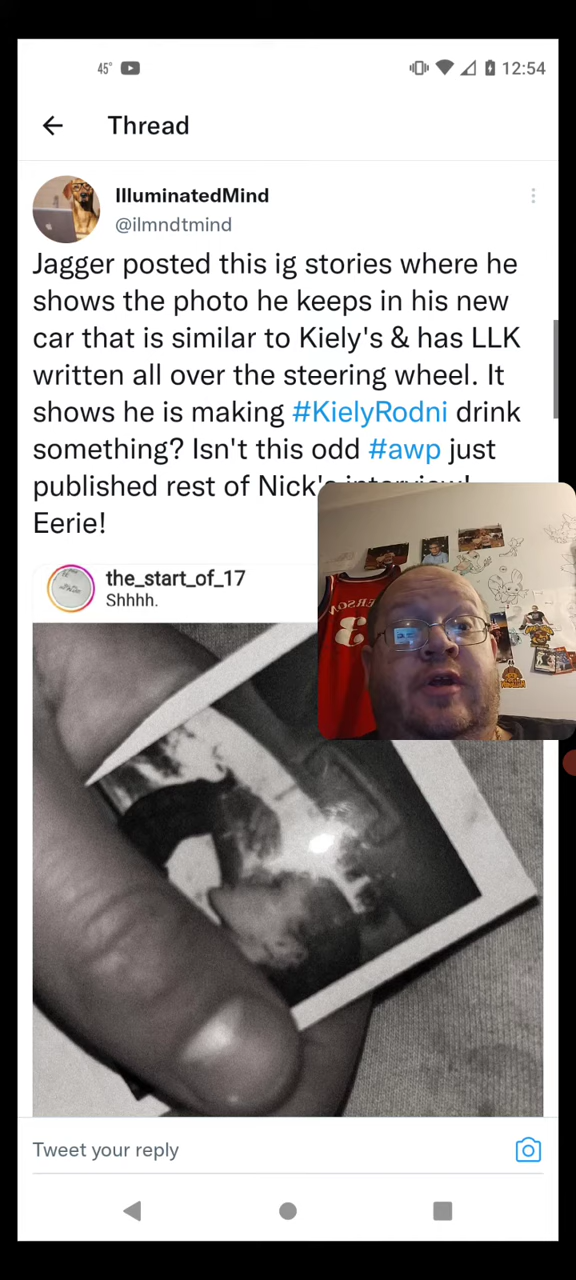 45°
12:54
Thread
IlluminatedMind
@ilmndtmind
Jagger posted this ig stories where he
shows the photo he keeps in his new
car that is similar to Kiely's & has LLK
written all over the steering wheel. It
shows he is making #KielyRodni drink
something? Isn't this odd #awp just
published rest of Nick's interview!
Eerie!
the_start_of_17
Shhhh.
ERSON
3
Tweet your reply